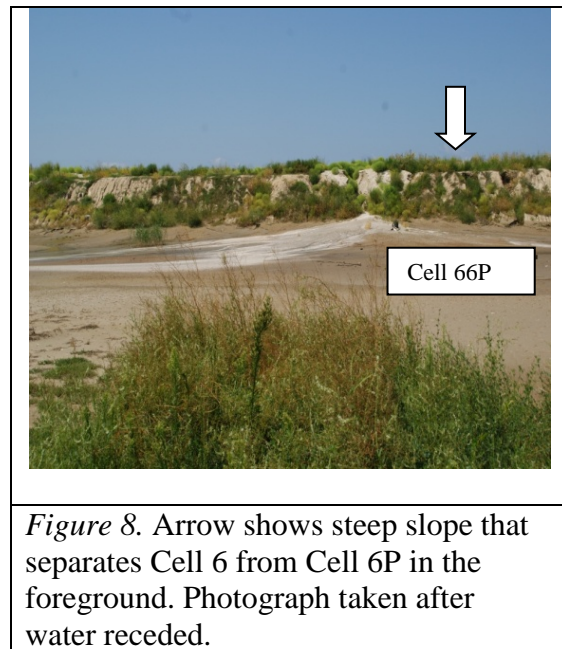 Cell 66P
Figure 8. Arrow shows steep slope that
separates Cell 6 from Cell 6P in the
foreground. Photograph taken after
water receded.